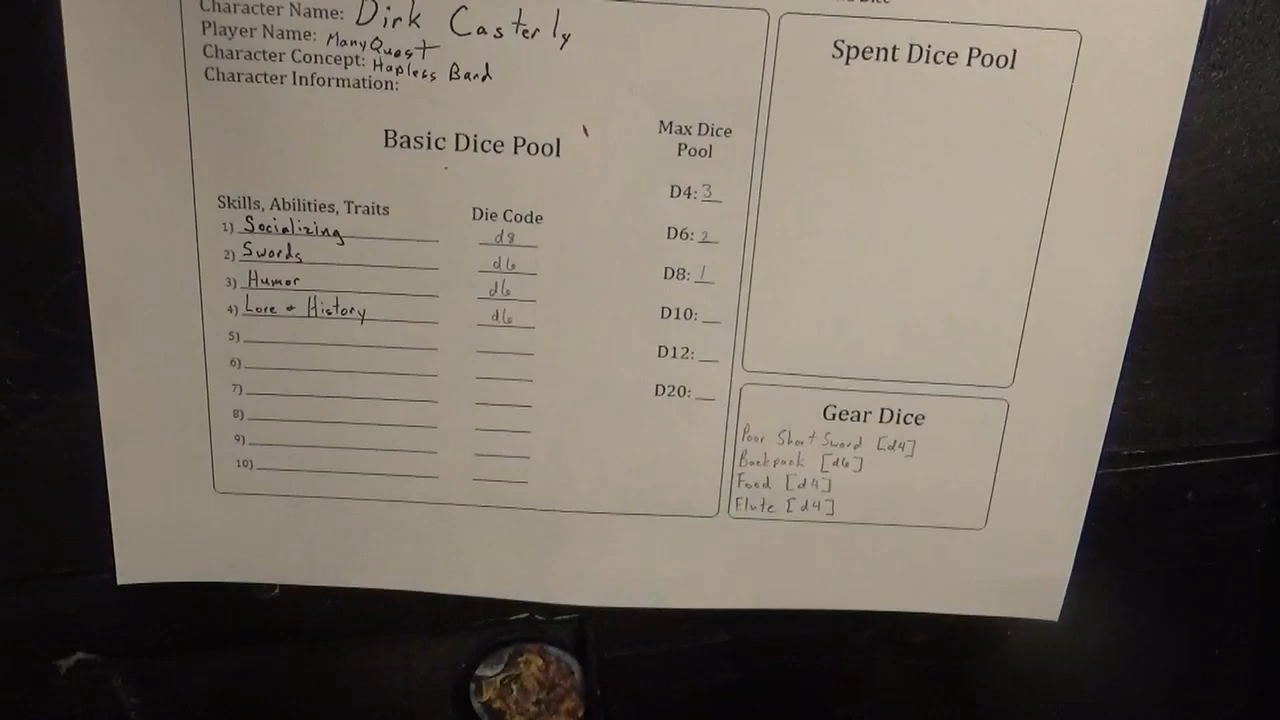 Character Name: Dirk Casterly
Player Name: ManyQuest
Character Concept: Hapless Band
Character Information:
Basic Dice Pool
Max Dice Pool
Skills, Abilities, Traits Die Code
1) Socializing d8
2) Swords d6
3) Humor d6
4) Lore + History d6
5)
6)
7)
8)
9)
10)
D4: 3
D6: 2
D8: 1
D10:
D12:
D20:
Spent Dice Pool
Gear Dice
Poor Short Sword [d4]
Backpack [d6]
Food [d4]
Flute [d4]